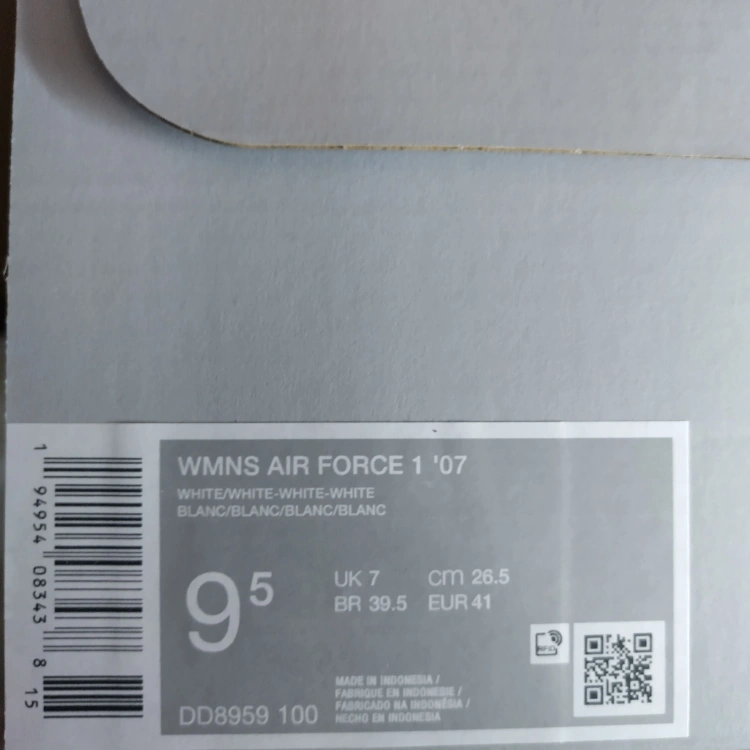 WMNS AIR FORCE 1 '07
WHITE/WHITE-WHITE-WHITE
BLANC/BLANC/BLANC/BLANC
9⁵
UK 7 cm 26.5
BR 39.5 EUR 41
MADE IN INDONESIA /
FABRIQUE EN INDONESIE /
FABRICADO NA INDONÉSIA /
HECHO EN INDONESIA
DD8959 100
1 94954 08343 8 15